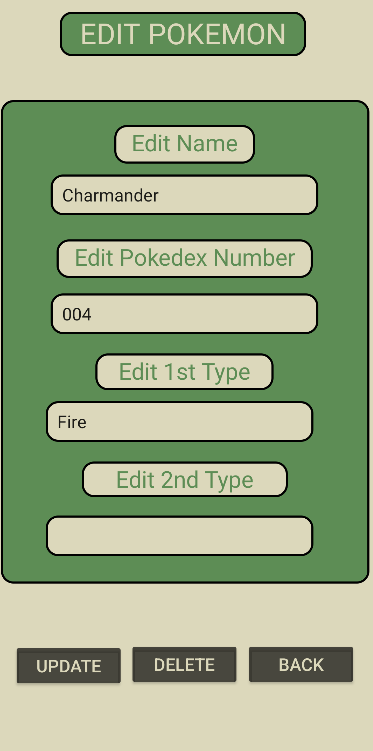 EDIT POKEMON
Edit Name
Charmander
Edit Pokedex Number
004
Edit 1st Type
Fire
Edit 2nd Type
UPDATE DELETE BACK